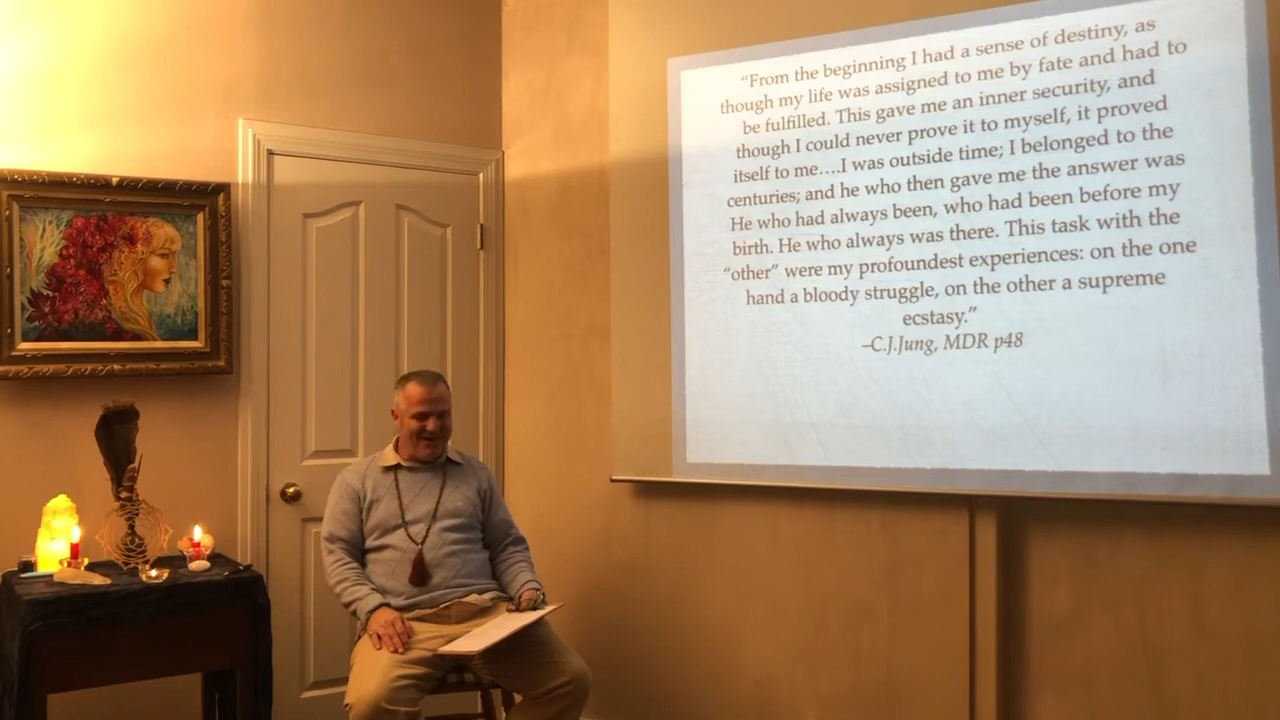 “From the beginning I had a sense of destiny, as
though my life was assigned to me by fate and had to
be fulfilled. This gave me an inner security, and
though I could never prove it to myself, it proved
itself to me….I was outside time; I belonged to the
centuries; and he who then gave me the answer was
He who had always been, who had been before my
birth. He who always was there. This task with the
“other” were my profoundest experiences: on the one
hand a bloody struggle, on the other a supreme
ecstasy.”
–C.J.Jung, MDR p48